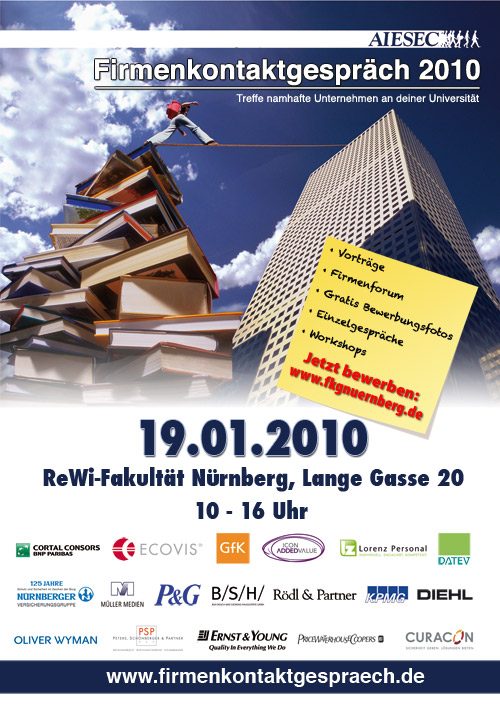 AIESEC
Firmenkontaktgespräch 2010
Treffe namhafte Unternehmen an deiner Universität
• Vorträge
• Firmenforum
• Gratis Bewerbungsfotos
• Einzelgespräche
• Workshops
Jetzt bewerben:
www.fkgnuernberg.de
19.01.2010
ReWi-Fakultät Nürnberg, Lange Gasse 20
10 - 16 Uhr
CORTAL CONSORS
BNP PARIBAS
ECOVIS®
GfK
ICON
ADDEDVALUE
Lorenz Personal
DATEV
125 JAHRE
NÜRNBERGER
VERSICHERUNGSGRUPPE
MÜLLER MEDIEN
P&G
B/S/H/
Rödl & Partner
KPMG
DIEHL
OLIVER WYMAN
PSP
PETERS, SCHÖNBERGER & PARTNER
ERNST & YOUNG
Quality In Everything We Do
PRICEWATERHOUSECOOPERS
CURACON
www.firmenkontaktgespraech.de